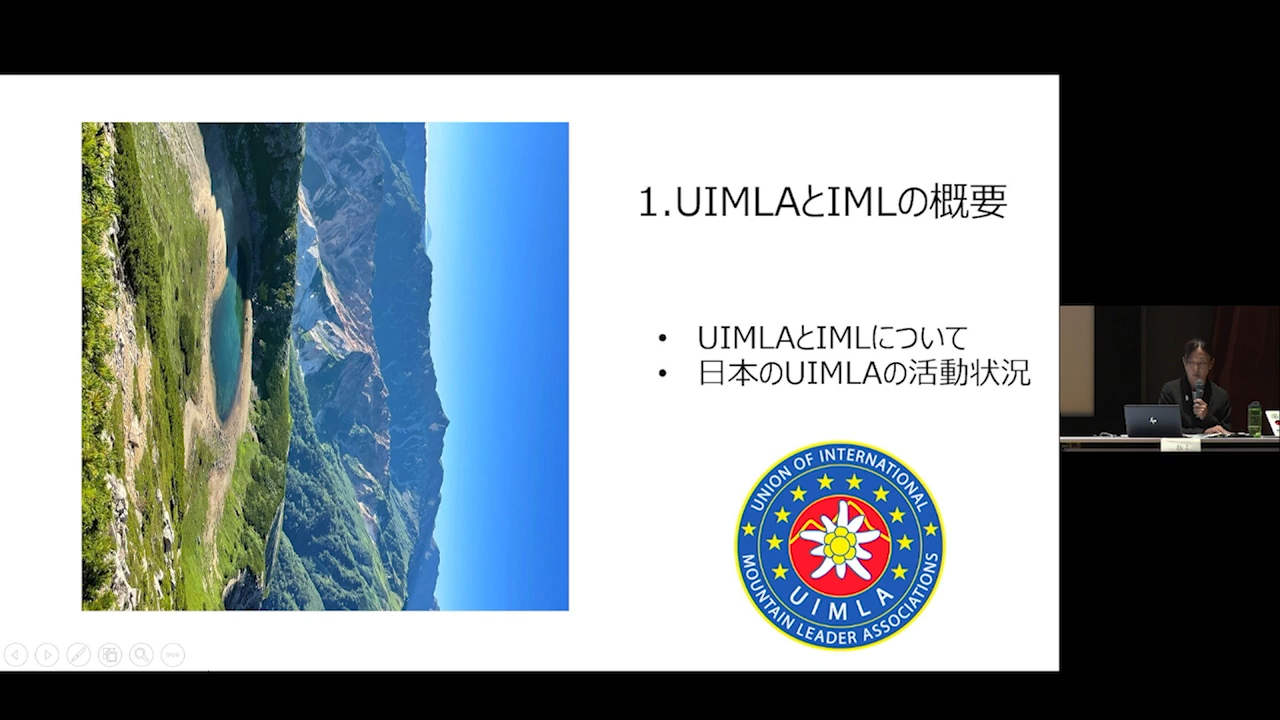 1.UIMLAとIMLの概要
• UIMLAとIMLについて
• 日本のUIMLAの活動状況
UNION OF INTERNATIONAL
MOUNTAIN LEADER ASSOCIATIONS
UIMLA
hp